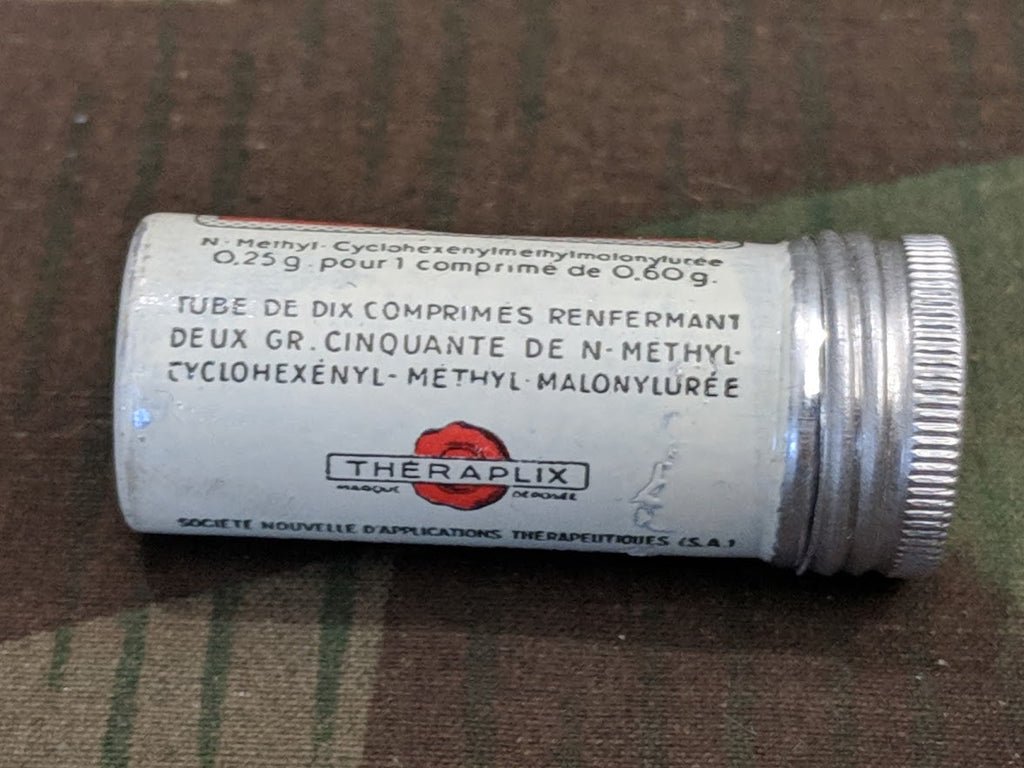 N-Methyl-Cyclohexenylmethylmalonylurée
0,25 g. pour 1 comprimé de 0,60 g.
TUBE DE DIX COMPRIMÉS RENFERMANT
DEUX GR. CINQUANTE DE N-MÉTHYL-
CYCLOHEXÉNYL-MÉTHYL-MALONYLURÉE
THÉRAPLIX
MARQUE DÉPOSÉE
SOCIÉTÉ NOUVELLE D'APPLICATIONS THÉRAPEUTIQUES (S.A.)